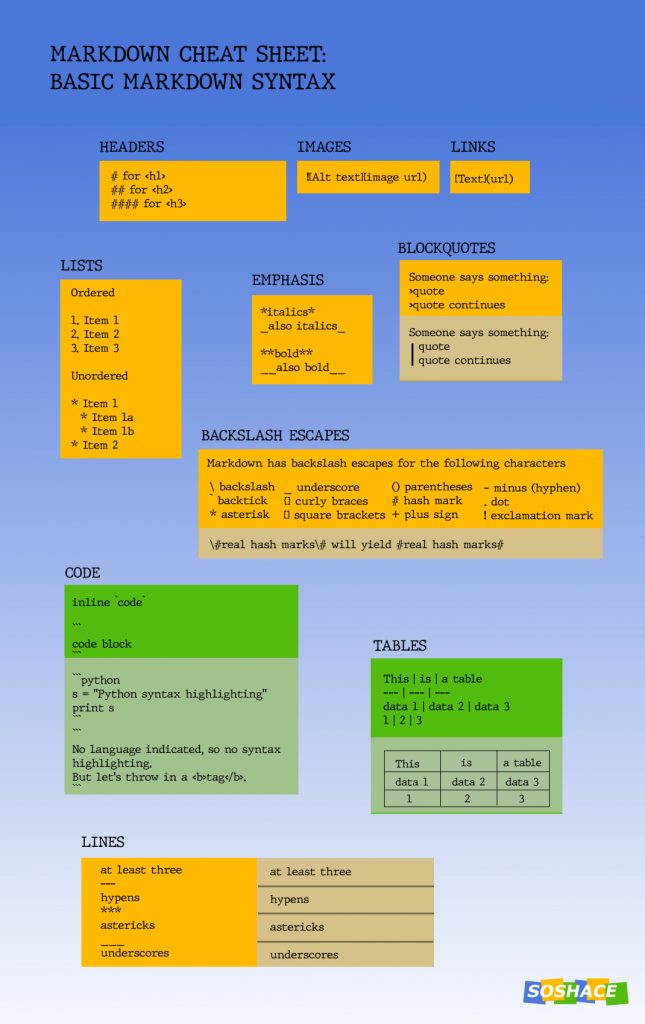 MARKDOWN CHEAT SHEET:
BASIC MARKDOWN SYNTAX
HEADERS
# for <h1>
## for <h2>
#### for <h3>
IMAGES
![Alt text](image url)
LINKS
[Text](url)
LISTS
Ordered
1. Item 1
2. Item 2
3. Item 3
Unordered
* Item 1
* Item 1a
* Item 1b
* Item 2
EMPHASIS
*italics*
_also italics_
**bold**
__also bold__
BLOCKQUOTES
Someone says something:
>quote
>quote continues
Someone says something:
quote
quote continues
BACKSLASH ESCAPES
Markdown has backslash escapes for the following characters
\ backslash _ underscore () parentheses - minus (hyphen)
` backtick {} curly braces # hash mark . dot
* asterisk [] square brackets + plus sign ! exclamation mark
\#real hash marks\# will yield #real hash marks#
CODE
inline `code`
```
code block
```
```python
s = "Python syntax highlighting"
print s
```
```
No language indicated, so no syntax
highlighting.
But let's throw in a <b>tag</b>.
```
TABLES
This | is | a table
--- | --- | ---
data 1 | data 2 | data 3
1 | 2 | 3
This is a table
data 1 data 2 data 3
1 2 3
LINES
at least three
---
hypens
***
astericks
___
underscores
at least three
hypens
astericks
underscores
SOSHACE